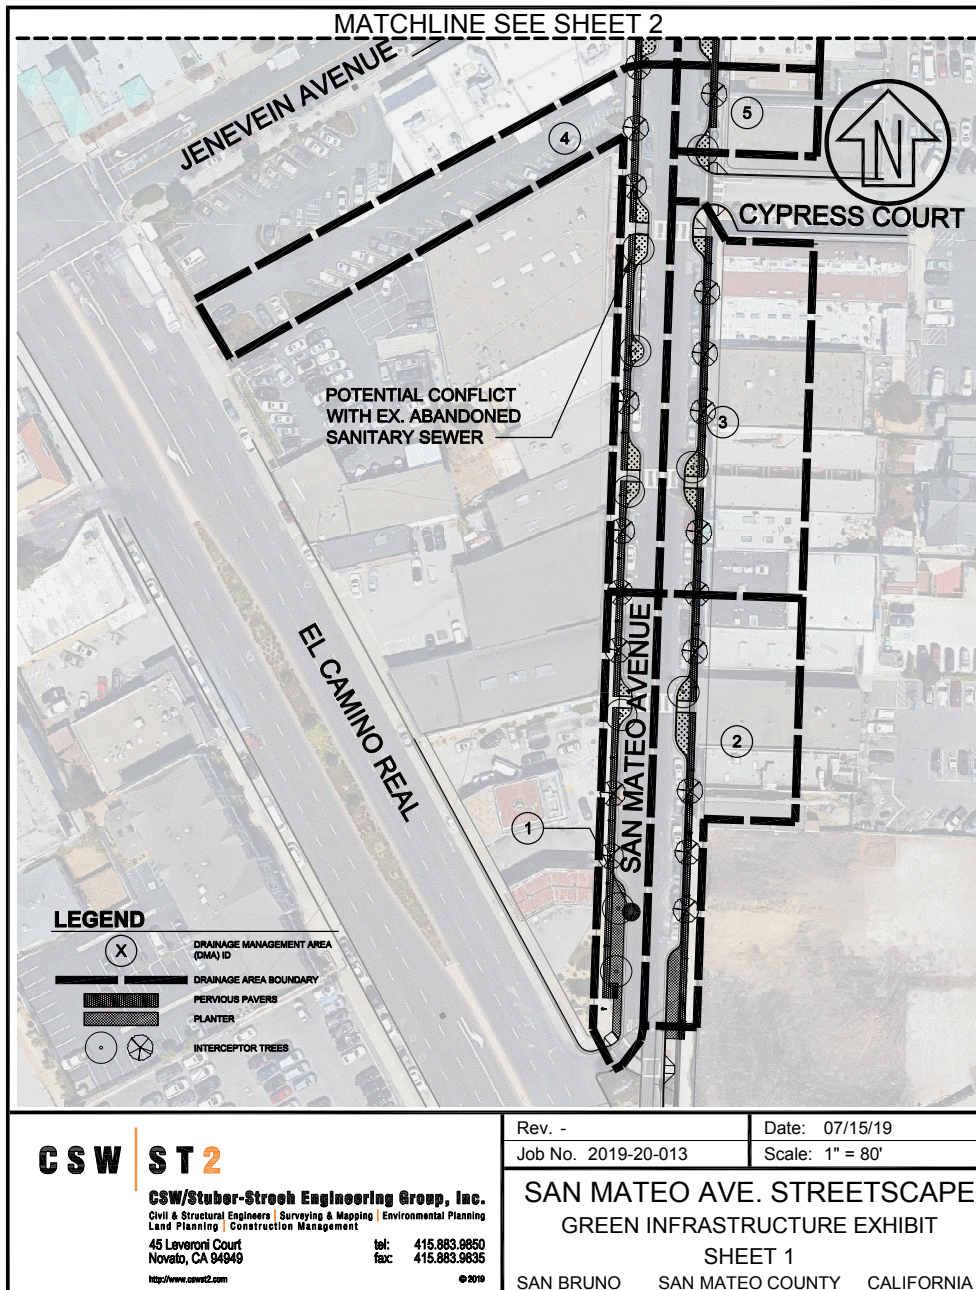 MATCHLINE SEE SHEET 2
JENEVEIN AVENUE
4
5
N
CYPRESS COURT
POTENTIAL CONFLICT
WITH EX. ABANDONED
SANITARY SEWER
3
EL CAMINO REAL
SAN MATEO AVENUE
2
1
LEGEND
X
DRAINAGE MANAGEMENT AREA
(DMA) ID
DRAINAGE AREA BOUNDARY
PERVIOUS PAVERS
PLANTER
INTERCEPTOR TREES
CSW ST2
CSW/Stuber-Stroeh Engineering Group, Inc.
Civil & Structural Engineers | Surveying & Mapping | Environmental Planning
Land Planning | Construction Management
45 Leveroni Court tel: 415.883.9850
Novato, CA 94949 fax: 415.883.9835
http://www.cswst2.com © 2019
Rev. - Date: 07/15/19
Job No. 2019-20-013 Scale: 1" = 80'
SAN MATEO AVE. STREETSCAPE
GREEN INFRASTRUCTURE EXHIBIT
SHEET 1
SAN BRUNO SAN MATEO COUNTY CALIFORNIA